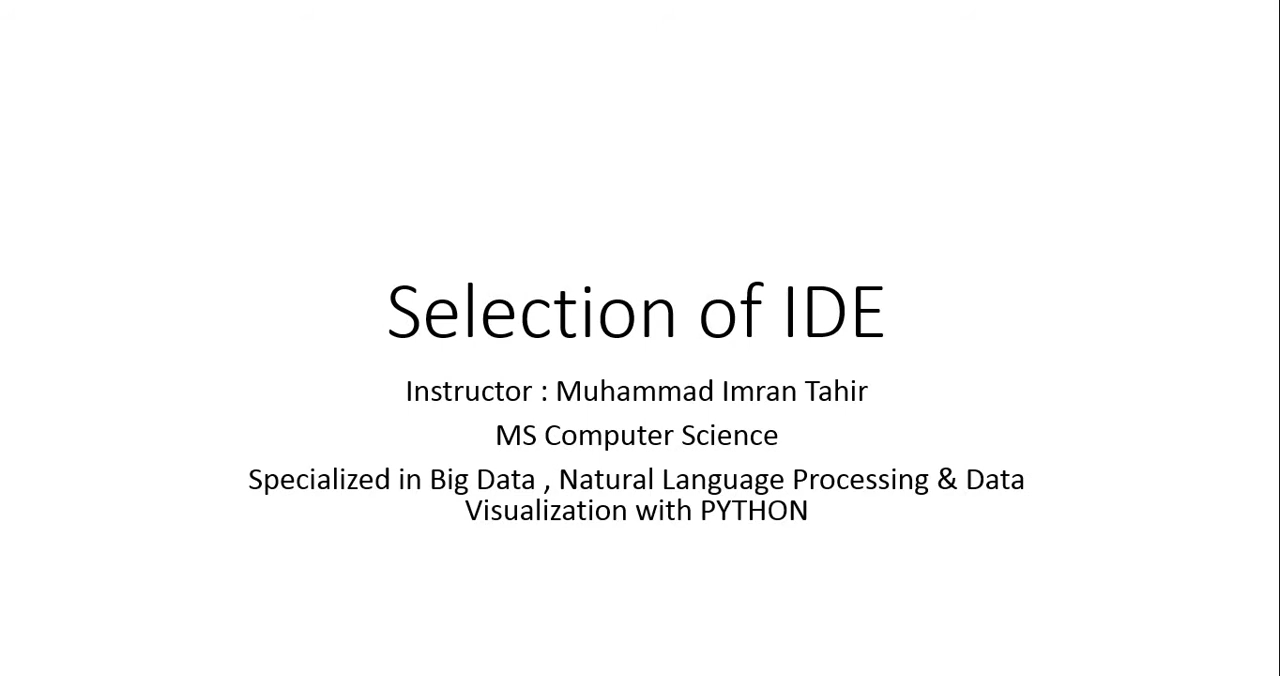 Selection of IDE
Instructor : Muhammad Imran Tahir
MS Computer Science
Specialized in Big Data , Natural Language Processing & Data
Visualization with PYTHON